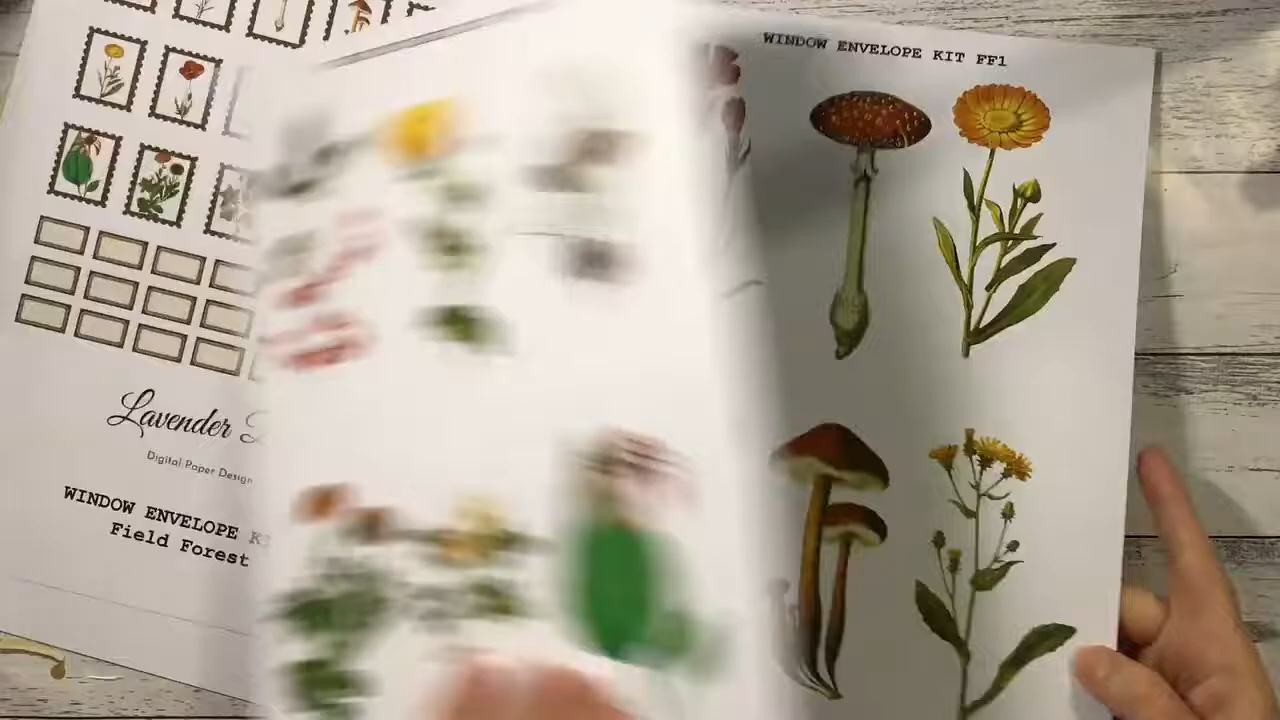 WINDOW ENVELOPE KIT FF1
Lavender
Digital Paper Design
WINDOW ENVELOPE
Field Forest